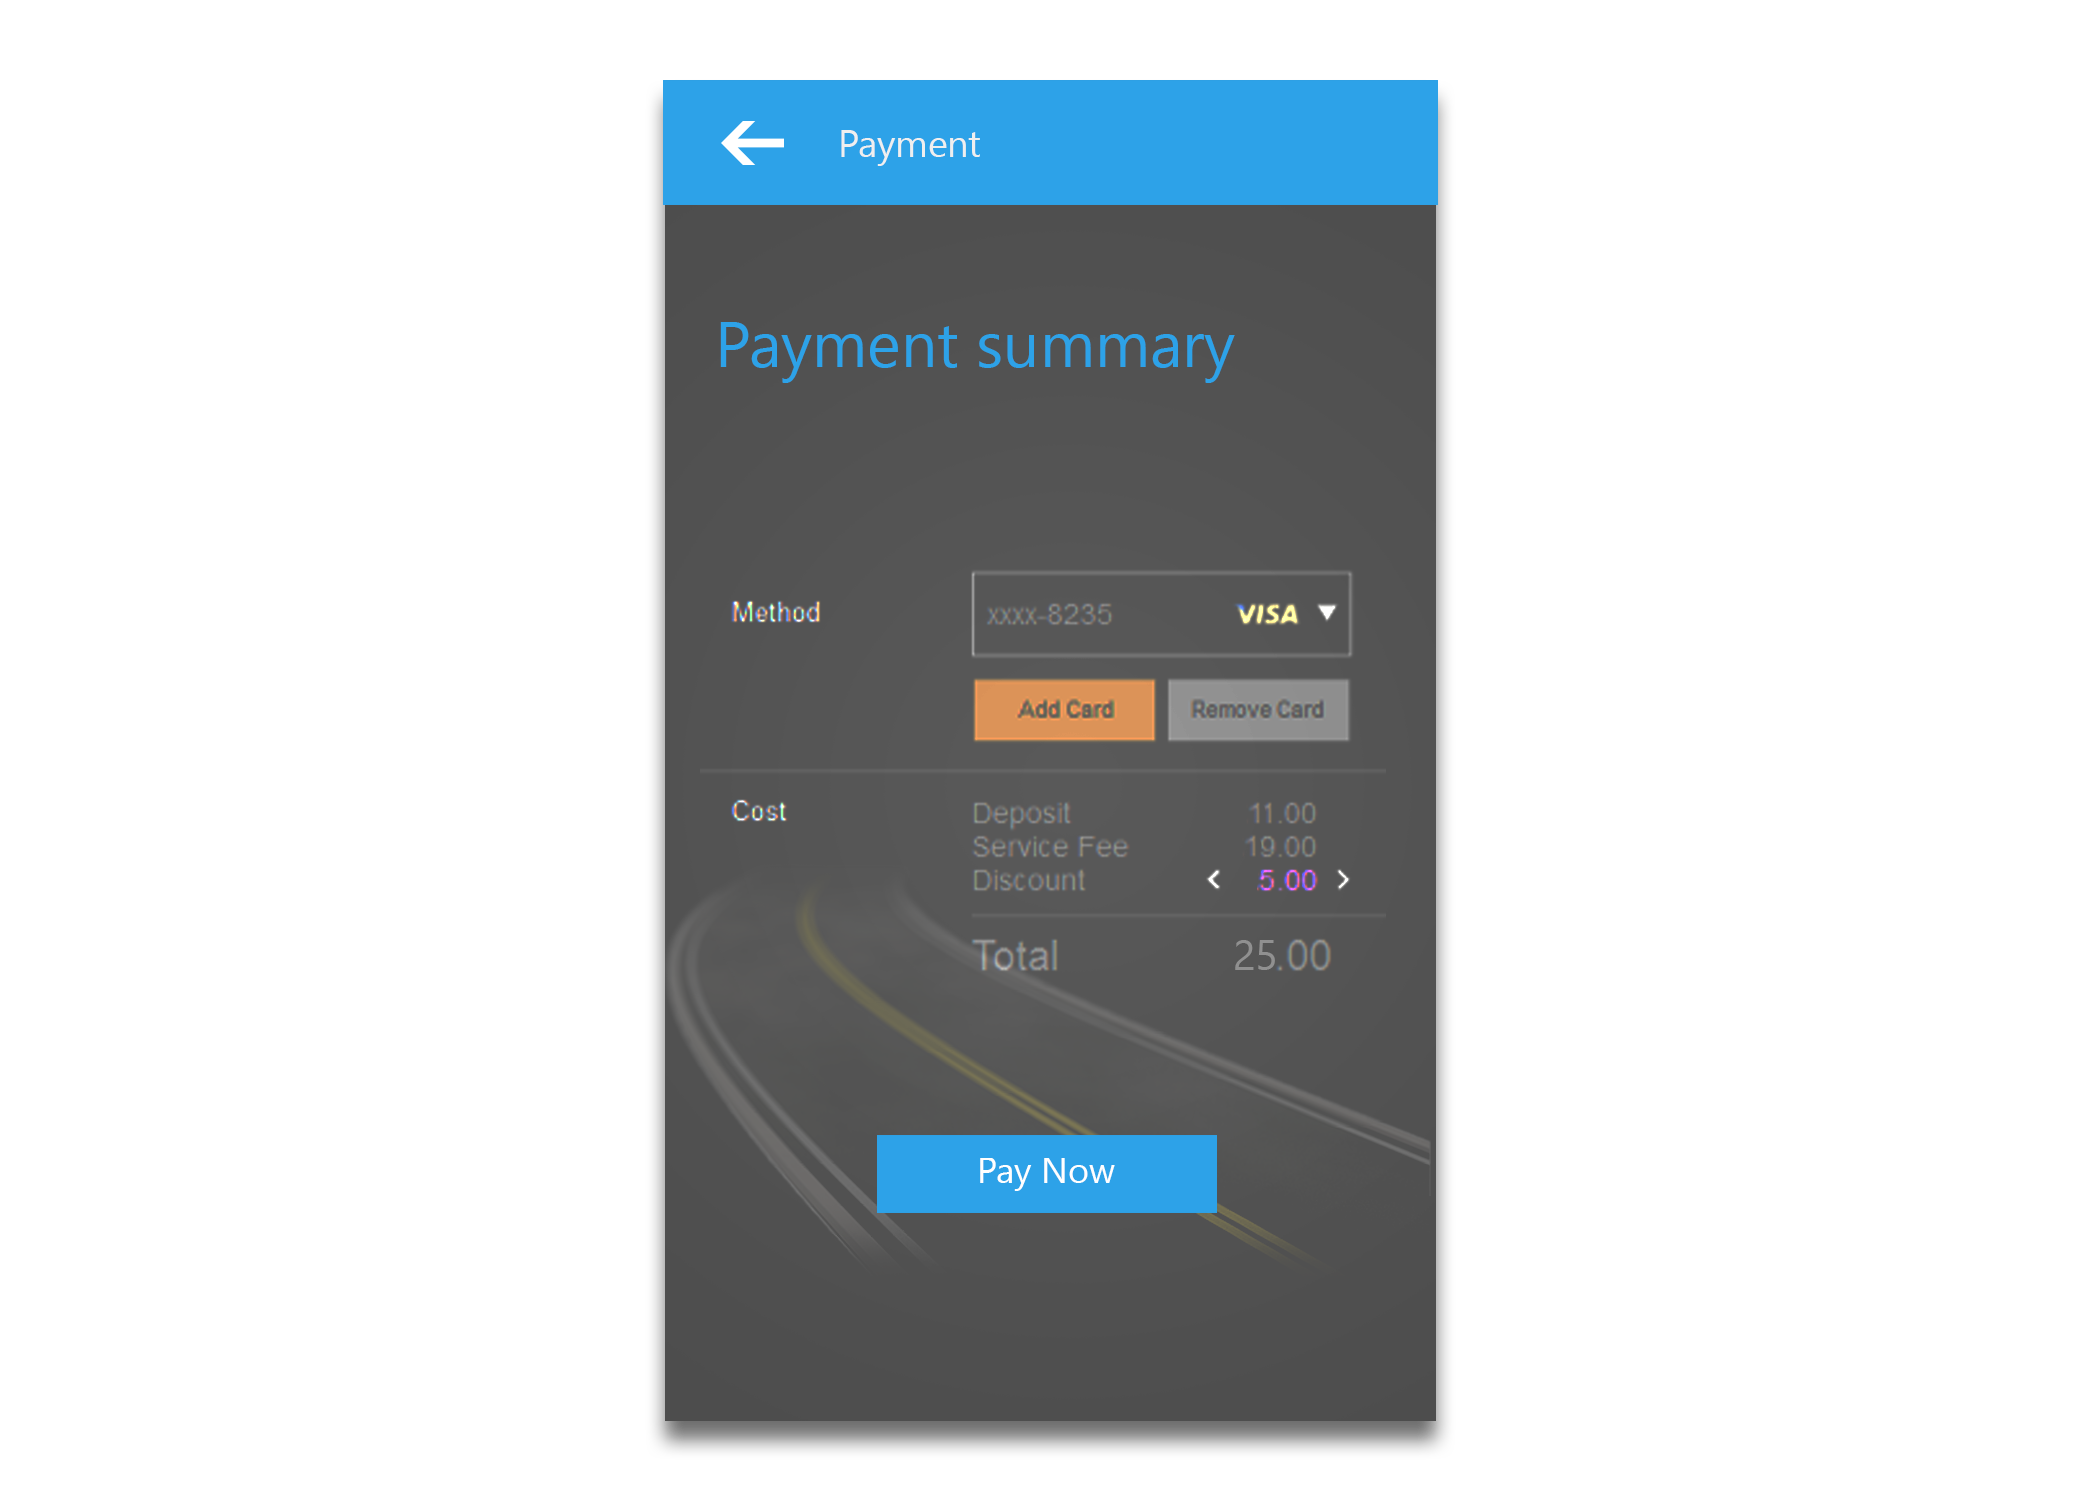 Payment
Payment summary
Method xxxx-8235 VISA
Add Card Remove Card
Cost Deposit 11.00
Service Fee 19.00
Discount < 5.00 >
Total 25.00
Pay Now